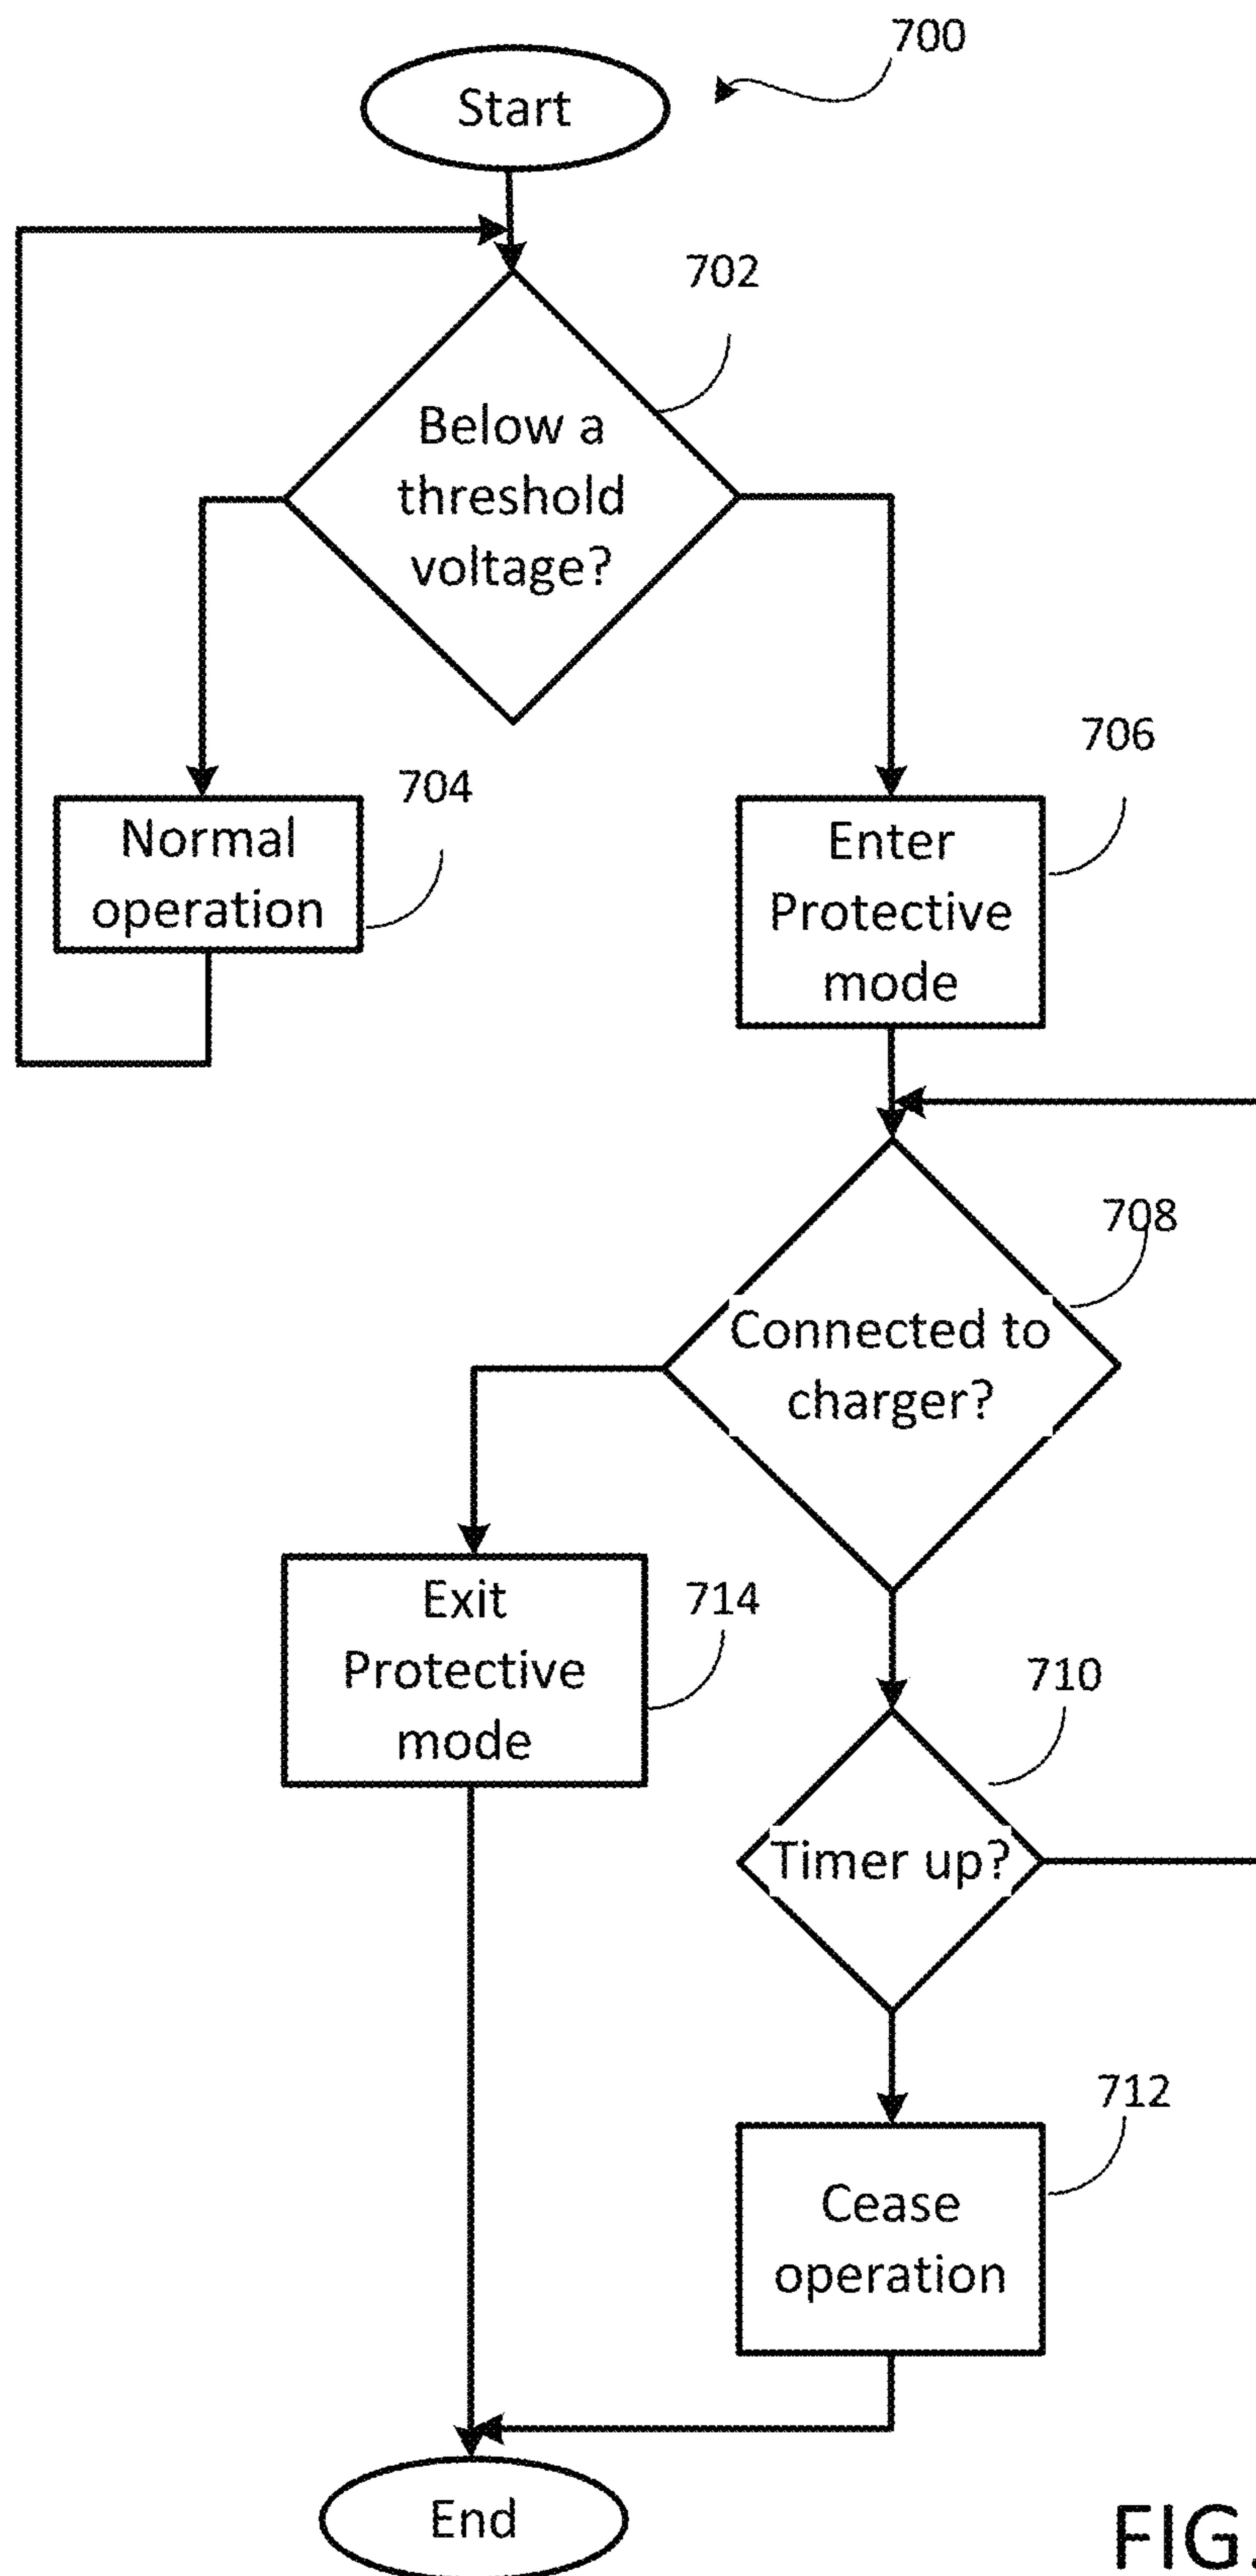 700
Start
702
Below a
threshold
voltage?
706
704
Normal
operation
Enter
Protective
mode
708
Connected to
charger?
Exit
Protective
mode
714
710
Timer up?
712
Cease
operation
End
FIG.